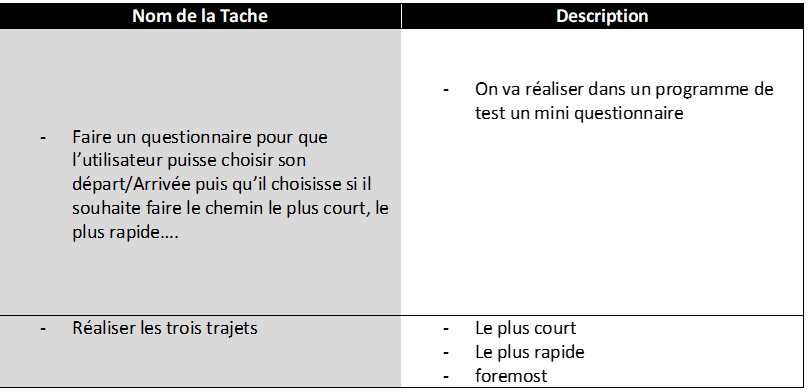 Nom de la Tache
Description
- Faire un questionnaire pour que
l’utilisateur puisse choisir son
départ/Arrivée puis qu’il choisisse si il
souhaite faire le chemin le plus court, le
plus rapide….
- On va réaliser dans un programme de
test un mini questionnaire
- Réaliser les trois trajets
- Le plus court
- Le plus rapide
- foremost